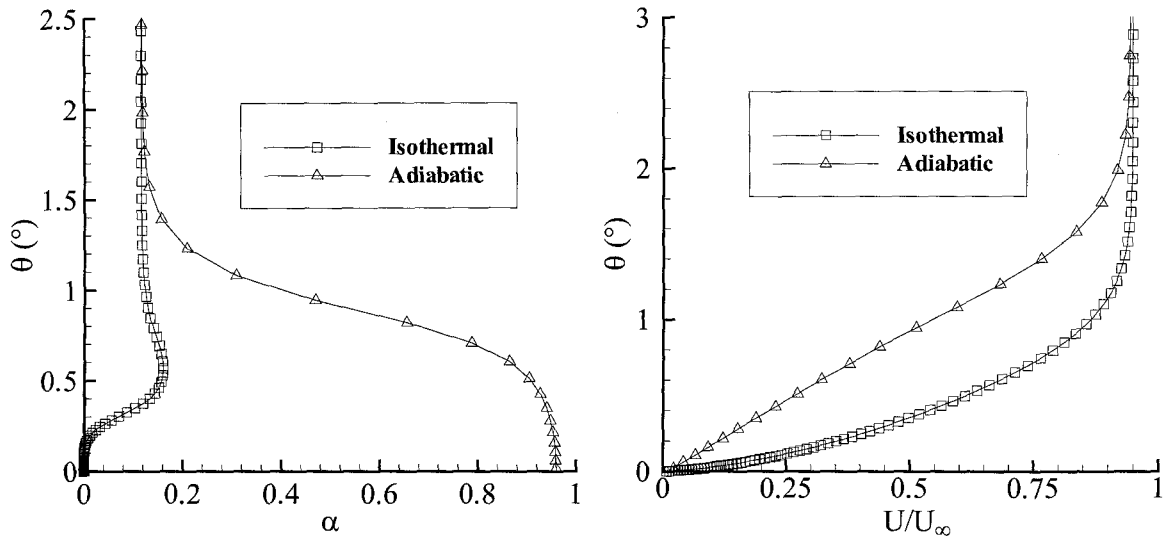 2.5
2
1.5
1
0.5
0
θ (°)
Isothermal
Adiabatic
0
0.2
0.4
0.6
0.8
1
α
3
2
1
0
θ (°)
Isothermal
Adiabatic
0
0.25
0.5
0.75
1
U/U∞